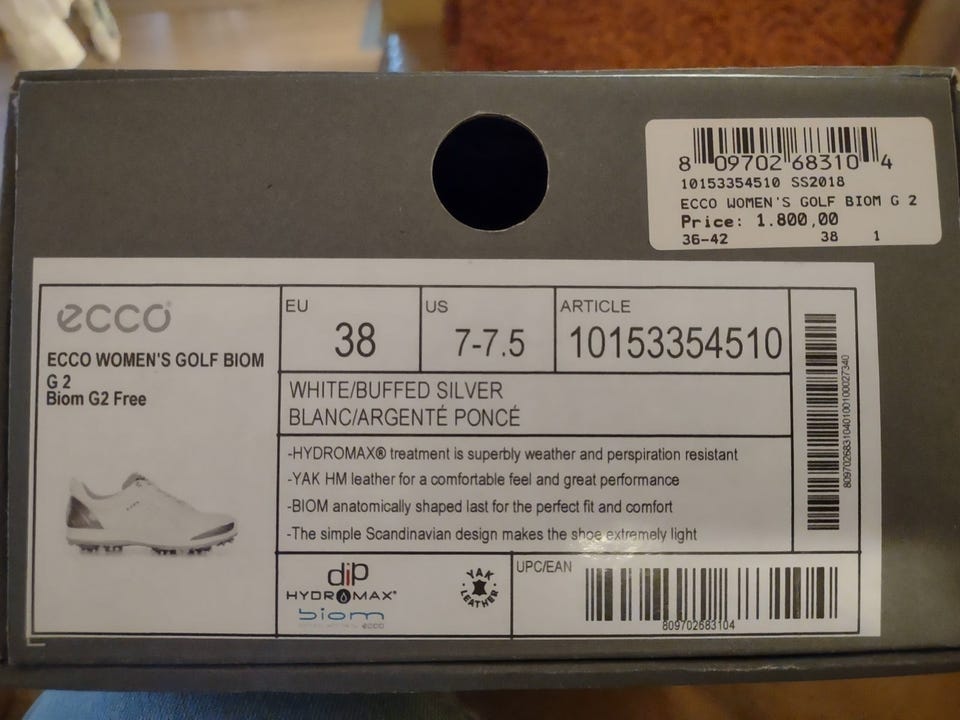 8 09702 68310 4
10153354510 SS2018
ECCO WOMEN'S GOLF BIOM G 2
Price: 1.800,00
36-42 38 1
ecco®
ECCO WOMEN'S GOLF BIOM
G 2
Biom G2 Free
EU
38
US
7-7.5
ARTICLE
10153354510
WHITE/BUFFED SILVER
BLANC/ARGENTÉ PONCÉ
-HYDROMAX® treatment is superbly weather and perspiration resistant
-YAK HM leather for a comfortable feel and great performance
-BIOM anatomically shaped last for the perfect fit and comfort
-The simple Scandinavian design makes the shoe extremely light
80970268310401001000027340
dip
HYDROMAX®
biom
ecco
YAK
LEATHER
UPC/EAN
809702683104